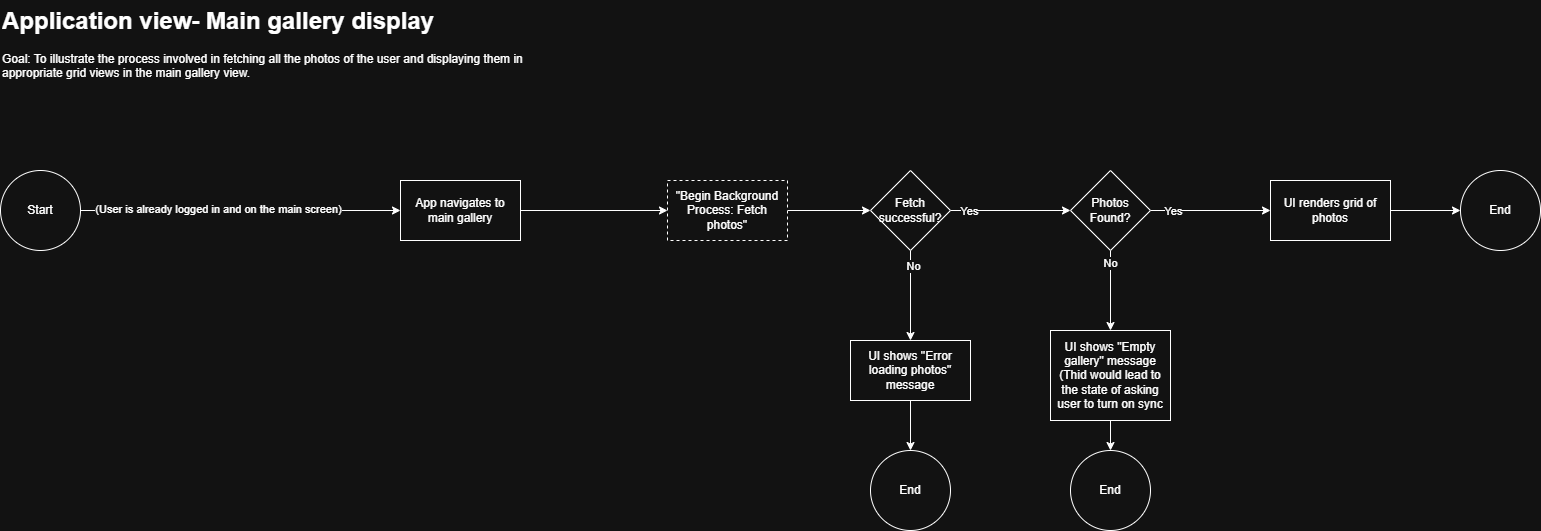 Application view- Main gallery display
Goal: To illustrate the process involved in fetching all the photos of the user and displaying them in
appropriate grid views in the main gallery view.
Start
(User is already logged in and on the main screen)
App navigates to
main gallery
"Begin Background
Process: Fetch
photos"
Fetch
successful?
Yes
Photos
Found?
Yes
UI renders grid of
photos
End
No
No
UI shows "Error
loading photos"
message
UI shows "Empty
gallery" message
(Thid would lead to
the state of asking
user to turn on sync
End
End